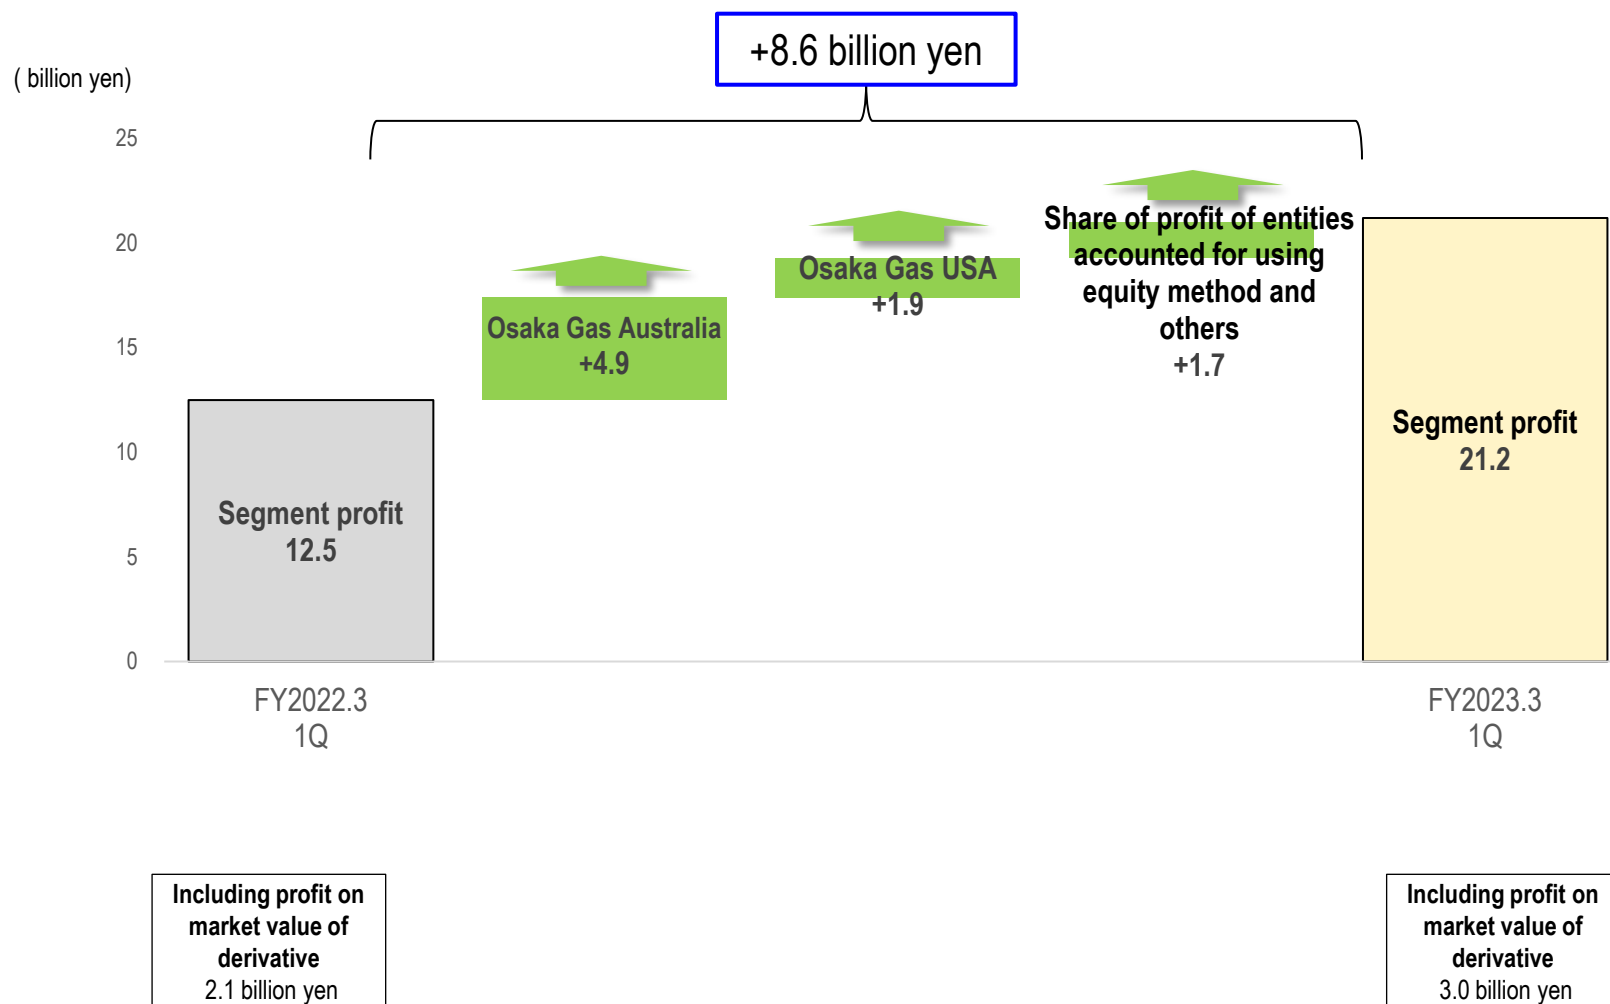 +8.6 billion yen
( billion yen)
25
20
15
10
5
0
Segment profit
12.5
Osaka Gas Australia
+4.9
Osaka Gas USA
+1.9
Share of profit of entities
accounted for using
equity method and
others
+1.7
Segment profit
21.2
FY2022.3
1Q
FY2023.3
1Q
Including profit on
market value of
derivative
2.1 billion yen
Including profit on
market value of
derivative
3.0 billion yen